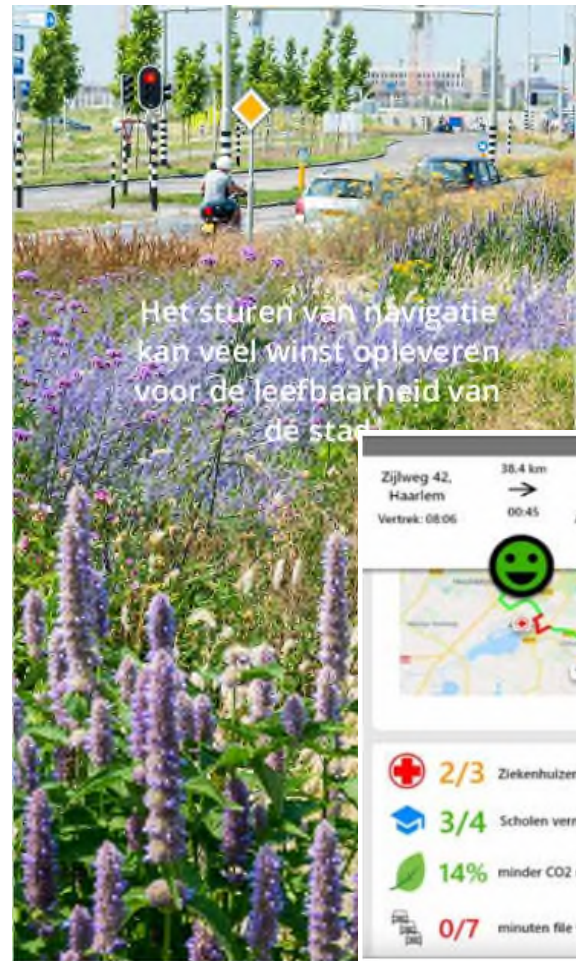 Het sturen van navigatie
kan veel winst opleveren
voor de leefbaarheid van
de stad
Zijlweg 42,
Haarlem
Vertrek: 08:06
38.4 km
00:45
2/3 Ziekenhuizen
3/4 Scholen
14% minder CO2
0/7 minuten file